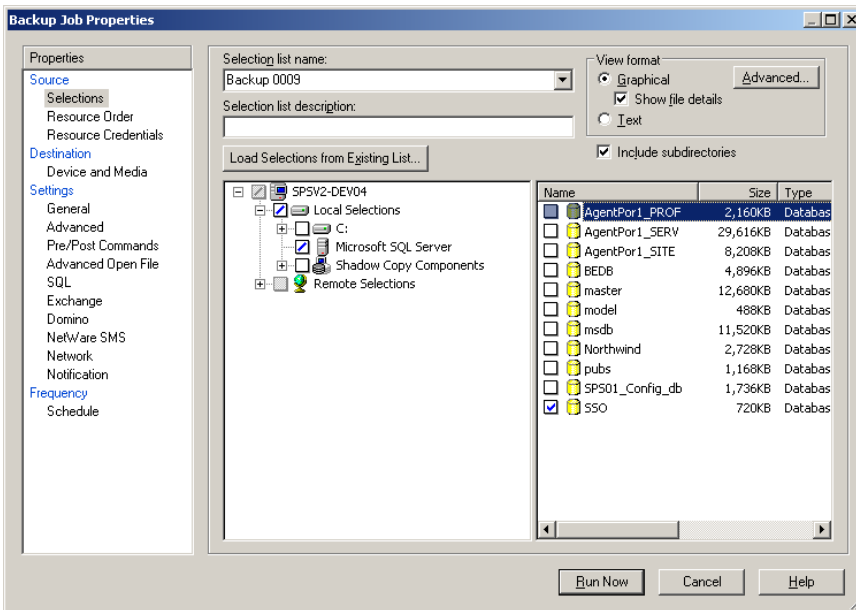 Backup Job Properties
Properties
Source
Selections
Resource Order
Resource Credentials
Destination
Device and Media
Settings
General
Advanced
Pre/Post Commands
Advanced Open File
SQL
Exchange
Domino
NetWare SMS
Network
Notification
Frequency
Schedule
Selection list name:
Backup 0009
Selection list description:
Load Selections from Existing List...
View format
Graphical
Advanced...
Show file details
Text
Include subdirectories
SPSV2-DEV04
Local Selections
C:
Microsoft SQL Server
Shadow Copy Components
Remote Selections
Name Size Type
AgentPor1_PROF 2,160KB Databas
AgentPor1_SERV 29,616KB Databas
AgentPor1_SITE 8,208KB Databas
BEDB 4,896KB Databas
master 12,680KB Databas
model 488KB Databas
msdb 11,520KB Databas
Northwind 2,728KB Databas
pubs 1,168KB Databas
SPS01_Config_db 1,736KB Databas
SSO 720KB Databas
Run Now Cancel Help